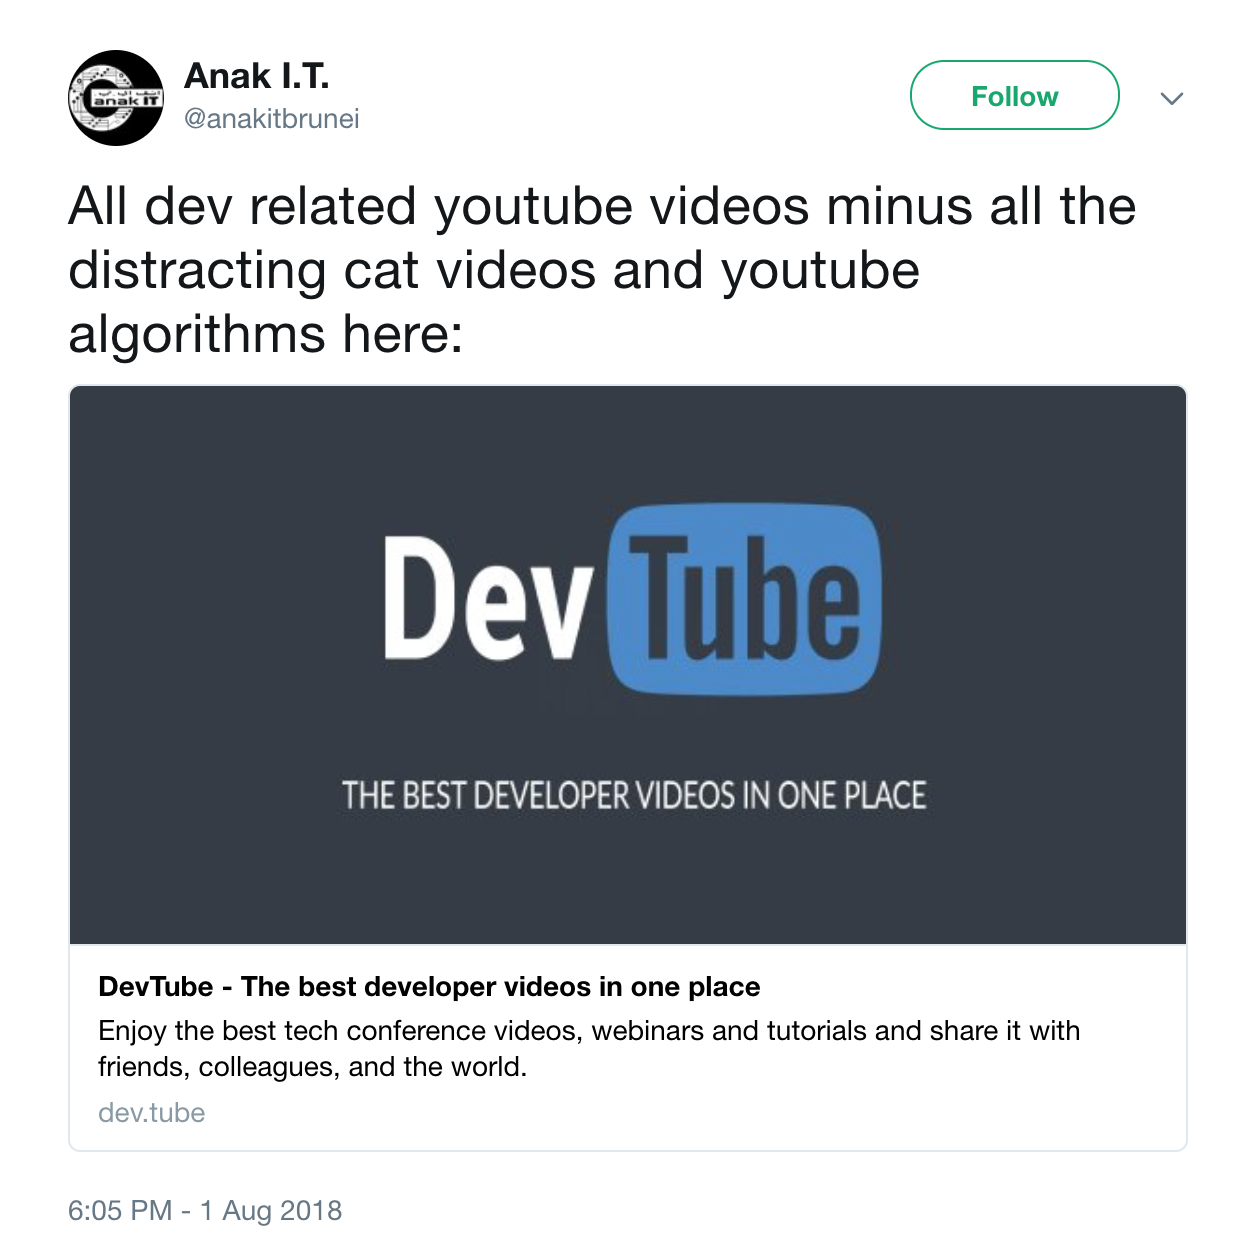 anak IT
Anak I.T.
@anakitbrunei
Follow
All dev related youtube videos minus all the
distracting cat videos and youtube
algorithms here:
DevTube
THE BEST DEVELOPER VIDEOS IN ONE PLACE
DevTube - The best developer videos in one place
Enjoy the best tech conference videos, webinars and tutorials and share it with
friends, colleagues, and the world.
dev.tube
6:05 PM - 1 Aug 2018